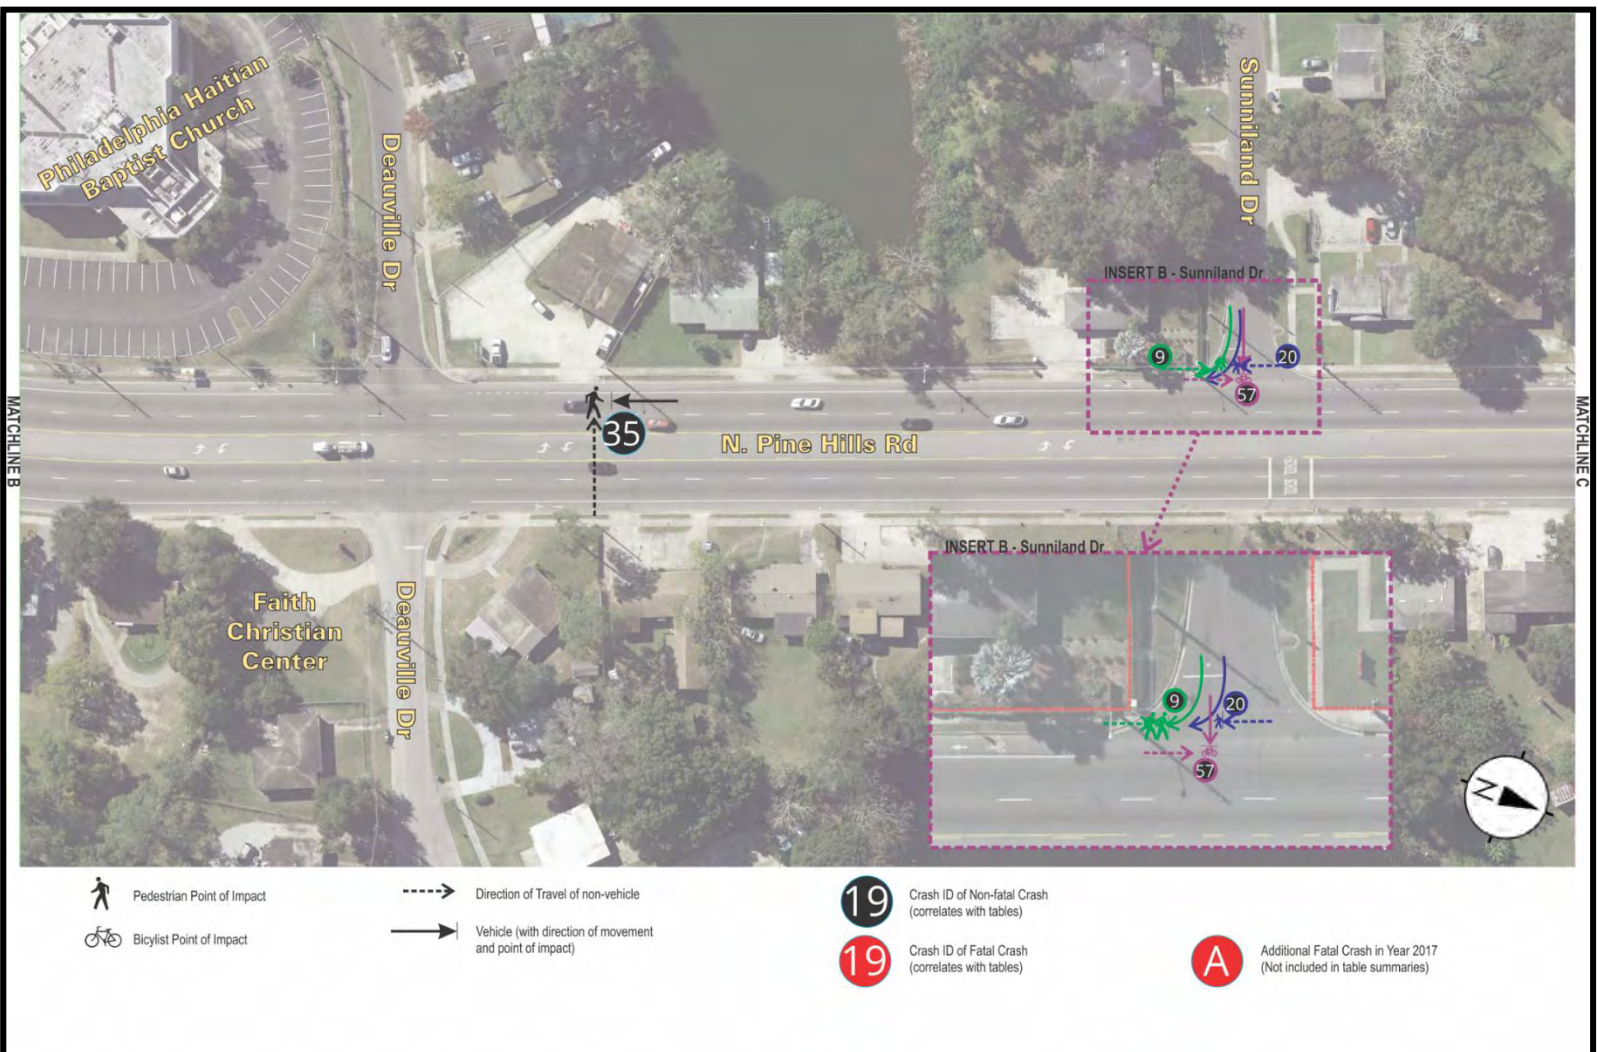 Philadelphia Haitian
Baptist Church
Deauville Dr
Sunniland Dr
INSERT B - Sunniland Dr
9
20
57
35
N. Pine Hills Rd
MATCHLINE B
MATCHLINE C
INSERT B - Sunniland Dr
Faith
Christian
Center
Deauville Dr
9
20
57
N
Pedestrian Point of Impact
Bicylist Point of Impact
Direction of Travel of non-vehicle
Vehicle (with direction of movement
and point of impact)
19
Crash ID of Non-fatal Crash
(correlates with tables)
19
Crash ID of Fatal Crash
(correlates with tables)
A
Additional Fatal Crash in Year 2017
(Not included in table summaries)